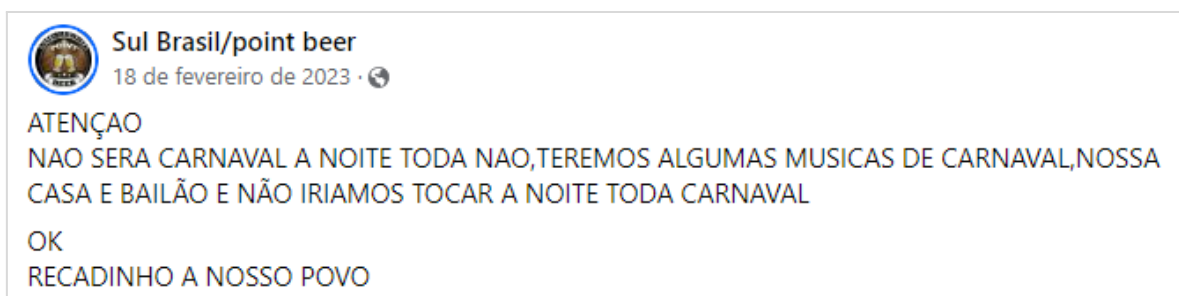 Sul Brasil/point beer
18 de fevereiro de 2023 ·
ATENÇAO
NAO SERA CARNAVAL A NOITE TODA NAO,TEREMOS ALGUMAS MUSICAS DE CARNAVAL,NOSSA
CASA E BAILÃO E NÃO IRIAMOS TOCAR A NOITE TODA CARNAVAL
OK
RECADINHO A NOSSO POVO